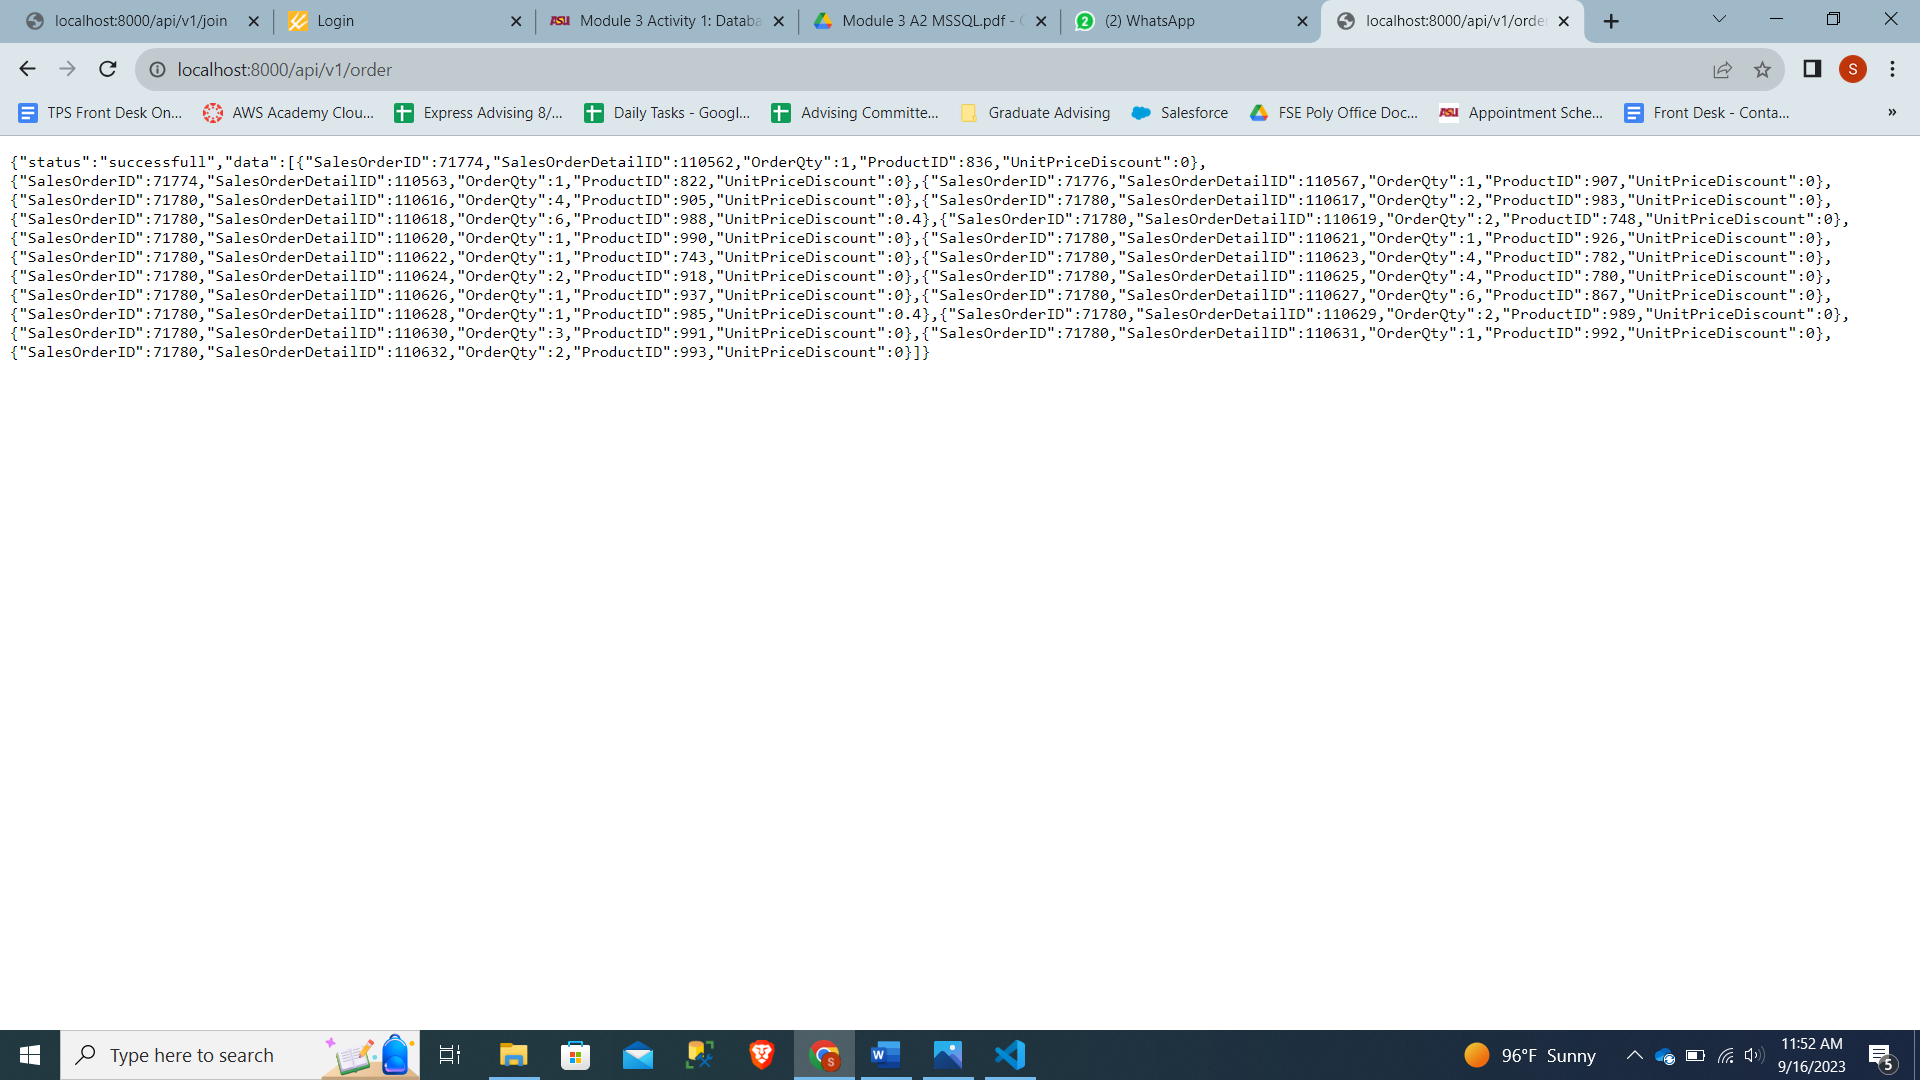 localhost:8000/api/v1/join
Login
Module 3 Activity 1: Databa
Module 3 A2 MSSQL.pdf -
(2) WhatsApp
localhost:8000/api/v1/orde
localhost:8000/api/v1/order
S
TPS Front Desk On...
AWS Academy Clou...
Express Advising 8/...
Daily Tasks - Googl...
Advising Committe...
Graduate Advising
Salesforce
FSE Poly Office Doc...
Appointment Sche...
Front Desk - Conta...
»
{"status":"successfull","data":[{"SalesOrderID":71774,"SalesOrderDetailID":110562,"OrderQty":1,"ProductID":836,"UnitPriceDiscount":0},
{"SalesOrderID":71774,"SalesOrderDetailID":110563,"OrderQty":1,"ProductID":822,"UnitPriceDiscount":0},{"SalesOrderID":71776,"SalesOrderDetailID":110567,"OrderQty":1,"ProductID":907,"UnitPriceDiscount":0},
{"SalesOrderID":71780,"SalesOrderDetailID":110616,"OrderQty":4,"ProductID":905,"UnitPriceDiscount":0},{"SalesOrderID":71780,"SalesOrderDetailID":110617,"OrderQty":2,"ProductID":983,"UnitPriceDiscount":0},
{"SalesOrderID":71780,"SalesOrderDetailID":110618,"OrderQty":6,"ProductID":988,"UnitPriceDiscount":0.4},{"SalesOrderID":71780,"SalesOrderDetailID":110619,"OrderQty":2,"ProductID":748,"UnitPriceDiscount":0},
{"SalesOrderID":71780,"SalesOrderDetailID":110620,"OrderQty":1,"ProductID":990,"UnitPriceDiscount":0},{"SalesOrderID":71780,"SalesOrderDetailID":110621,"OrderQty":1,"ProductID":926,"UnitPriceDiscount":0},
{"SalesOrderID":71780,"SalesOrderDetailID":110622,"OrderQty":1,"ProductID":743,"UnitPriceDiscount":0},{"SalesOrderID":71780,"SalesOrderDetailID":110623,"OrderQty":4,"ProductID":782,"UnitPriceDiscount":0},
{"SalesOrderID":71780,"SalesOrderDetailID":110624,"OrderQty":2,"ProductID":918,"UnitPriceDiscount":0},{"SalesOrderID":71780,"SalesOrderDetailID":110625,"OrderQty":4,"ProductID":780,"UnitPriceDiscount":0},
{"SalesOrderID":71780,"SalesOrderDetailID":110626,"OrderQty":1,"ProductID":937,"UnitPriceDiscount":0},{"SalesOrderID":71780,"SalesOrderDetailID":110627,"OrderQty":6,"ProductID":867,"UnitPriceDiscount":0},
{"SalesOrderID":71780,"SalesOrderDetailID":110628,"OrderQty":1,"ProductID":985,"UnitPriceDiscount":0.4},{"SalesOrderID":71780,"SalesOrderDetailID":110629,"OrderQty":2,"ProductID":989,"UnitPriceDiscount":0},
{"SalesOrderID":71780,"SalesOrderDetailID":110630,"OrderQty":3,"ProductID":991,"UnitPriceDiscount":0},{"SalesOrderID":71780,"SalesOrderDetailID":110631,"OrderQty":1,"ProductID":992,"UnitPriceDiscount":0},
{"SalesOrderID":71780,"SalesOrderDetailID":110632,"OrderQty":2,"ProductID":993,"UnitPriceDiscount":0}]}
Type here to search
96°F Sunny
11:52 AM
9/16/2023
5